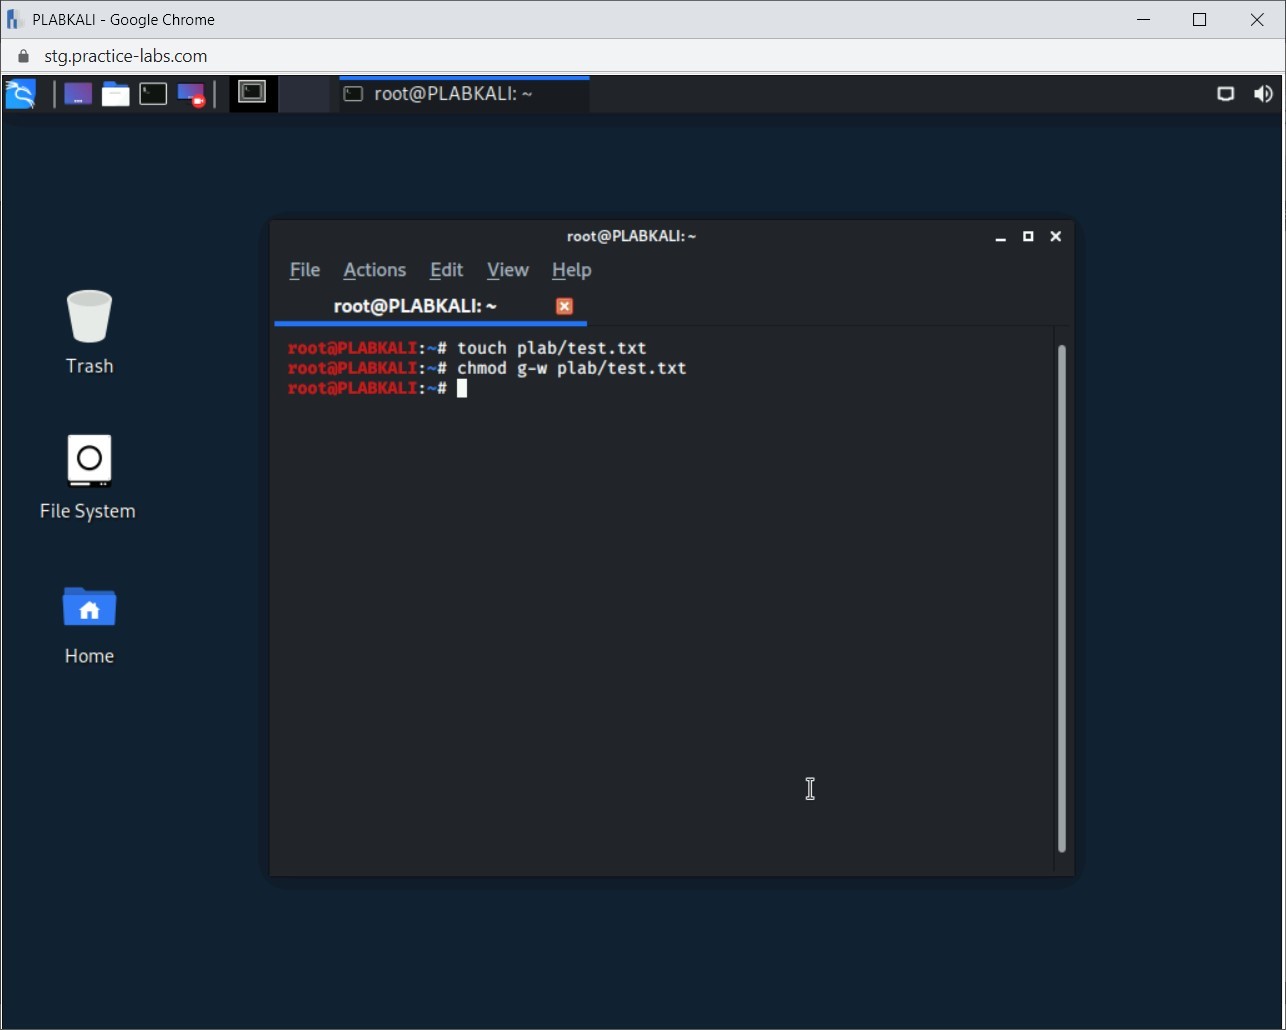 PLABKALI - Google Chrome
stg.practice-labs.com
root@PLABKALI: ~
root@PLABKALI: ~
File Actions Edit View Help
root@PLABKALI: ~
root@PLABKALI:~# touch plab/test.txt
root@PLABKALI:~# chmod g-w plab/test.txt
root@PLABKALI:~#
Trash
File System
Home